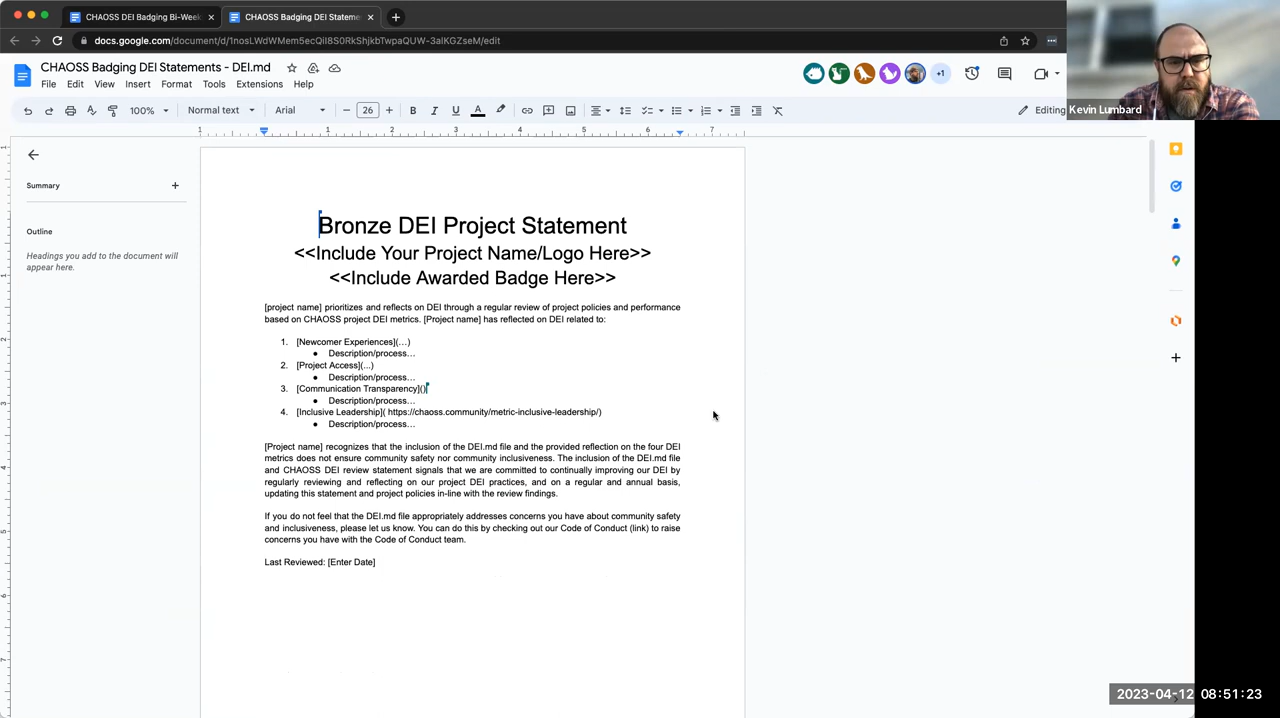 CHAOSS DEI Badging Bi-Week
CHAOSS Badging DEI Stateme
docs.google.com/document/d/1nosLWdWMem5ecQiI8S0RkShjkbTwpaQUW-3aIKGZseM/edit
CHAOSS Badging DEI Statements - DEI.md
File Edit View Insert Format Tools Extensions Help
+1
100% Normal text Arial 26 B I U A Editing
Kevin Lumbard
1 1 2 3 4 5 6 7
Summary
Outline
Headings you add to the document will
appear here.
Bronze DEI Project Statement
<<Include Your Project Name/Logo Here>>
<<Include Awarded Badge Here>>
[project name] prioritizes and reflects on DEI through a regular review of project policies and performance
based on CHAOSS project DEI metrics. [Project name] has reflected on DEI related to:
1. [Newcomer Experiences](…)
● Description/process…
2. [Project Access](...)
● Description/process…
3. [Communication Transparency]()
● Description/process…
4. [Inclusive Leadership]( https://chaoss.community/metric-inclusive-leadership/)
● Description/process…
[Project name] recognizes that the inclusion of the DEI.md file and the provided reflection on the four DEI
metrics does not ensure community safety nor community inclusiveness. The inclusion of the DEI.md file
and CHAOSS DEI review statement signals that we are committed to continually improving our DEI by
regularly reviewing and reflecting on our project DEI practices, and on a regular and annual basis,
updating this statement and project policies in-line with the review findings.
If you do not feel that the DEI.md file appropriately addresses concerns you have about community safety
and inclusiveness, please let us know. You can do this by checking out our Code of Conduct (link) to raise
concerns you have with the Code of Conduct team.
Last Reviewed: [Enter Date]
2023-04-12 08:51:23